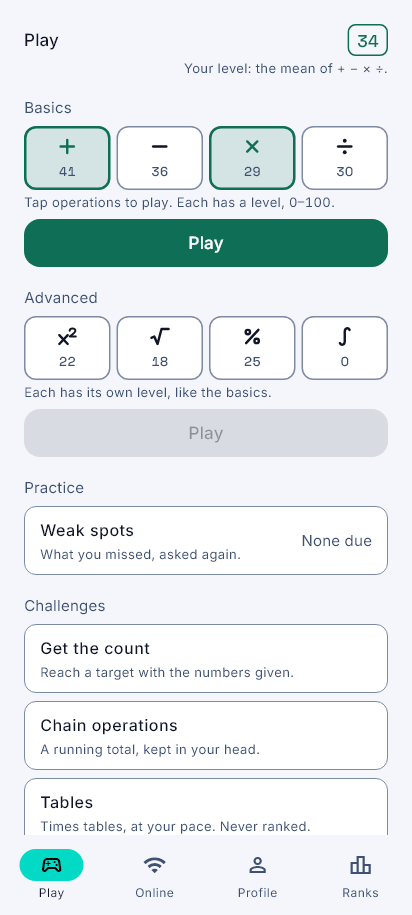 Play
34
Your level: the mean of + − × ÷.
Basics
+ − × ÷
41 36 29 30
Tap operations to play. Each has a level, 0–100.
Play
Advanced
x² √ % ∫
22 18 25 0
Each has its own level, like the basics.
Play
Practice
Weak spots
What you missed, asked again.
None due
Challenges
Get the count
Reach a target with the numbers given.
Chain operations
A running total, kept in your head.
Tables
Times tables, at your pace. Never ranked.
Play Online Profile Ranks